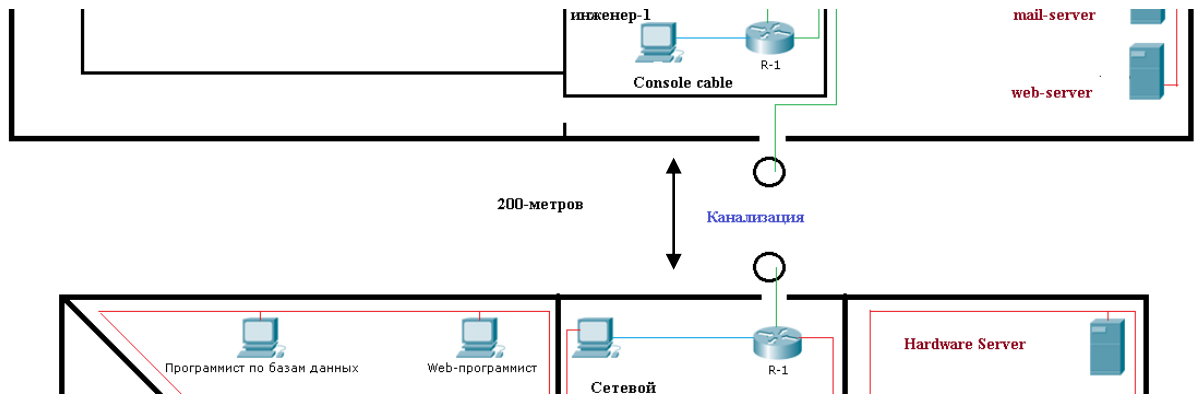 инженер-1
mail-server
R-1
Console cable
web-server
200-метров
Канализация
Hardware Server
Программист по базам данных
Web-программист
R-1
Сетевой